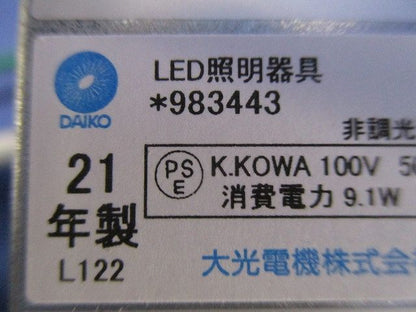 DAIKO
LED照明器具
*983443
非調光
21
年製
L122
PS
E
K.KOWA 100V
消費電力 9.1W
大光電機株式会